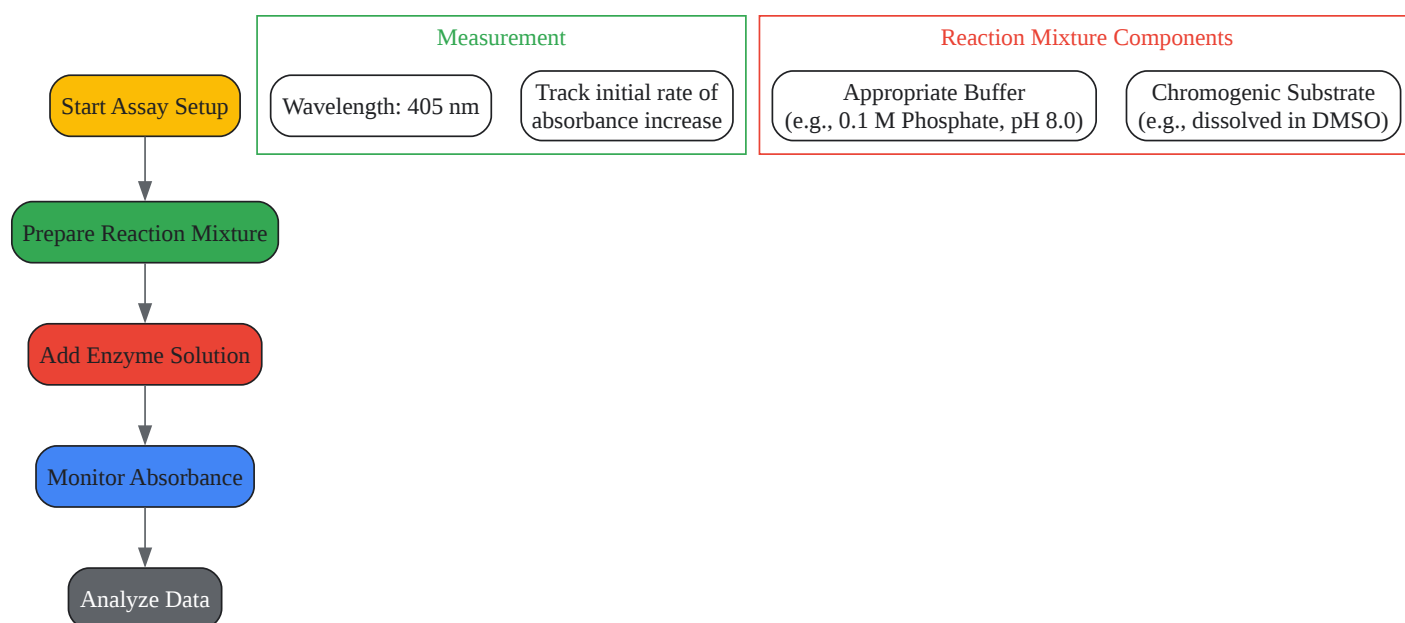 Measurement
Reaction Mixture Components
Start Assay Setup
Wavelength: 405 nm
Track initial rate of
absorbance increase
Appropriate Buffer
(e.g., 0.1 M Phosphate, pH 8.0)
Chromogenic Substrate
(e.g., dissolved in DMSO)
Prepare Reaction Mixture
Add Enzyme Solution
Monitor Absorbance
Analyze Data